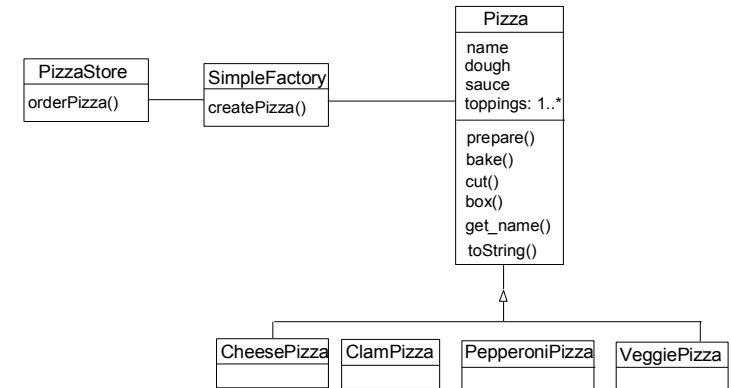 PizzaStore
orderPizza()
SimpleFactory
createPizza()
Pizza
name
dough
sauce
toppings: 1..*
prepare()
bake()
cut()
box()
get_name()
toString()
CheesePizza
ClamPizza
PepperoniPizza
VeggiePizza